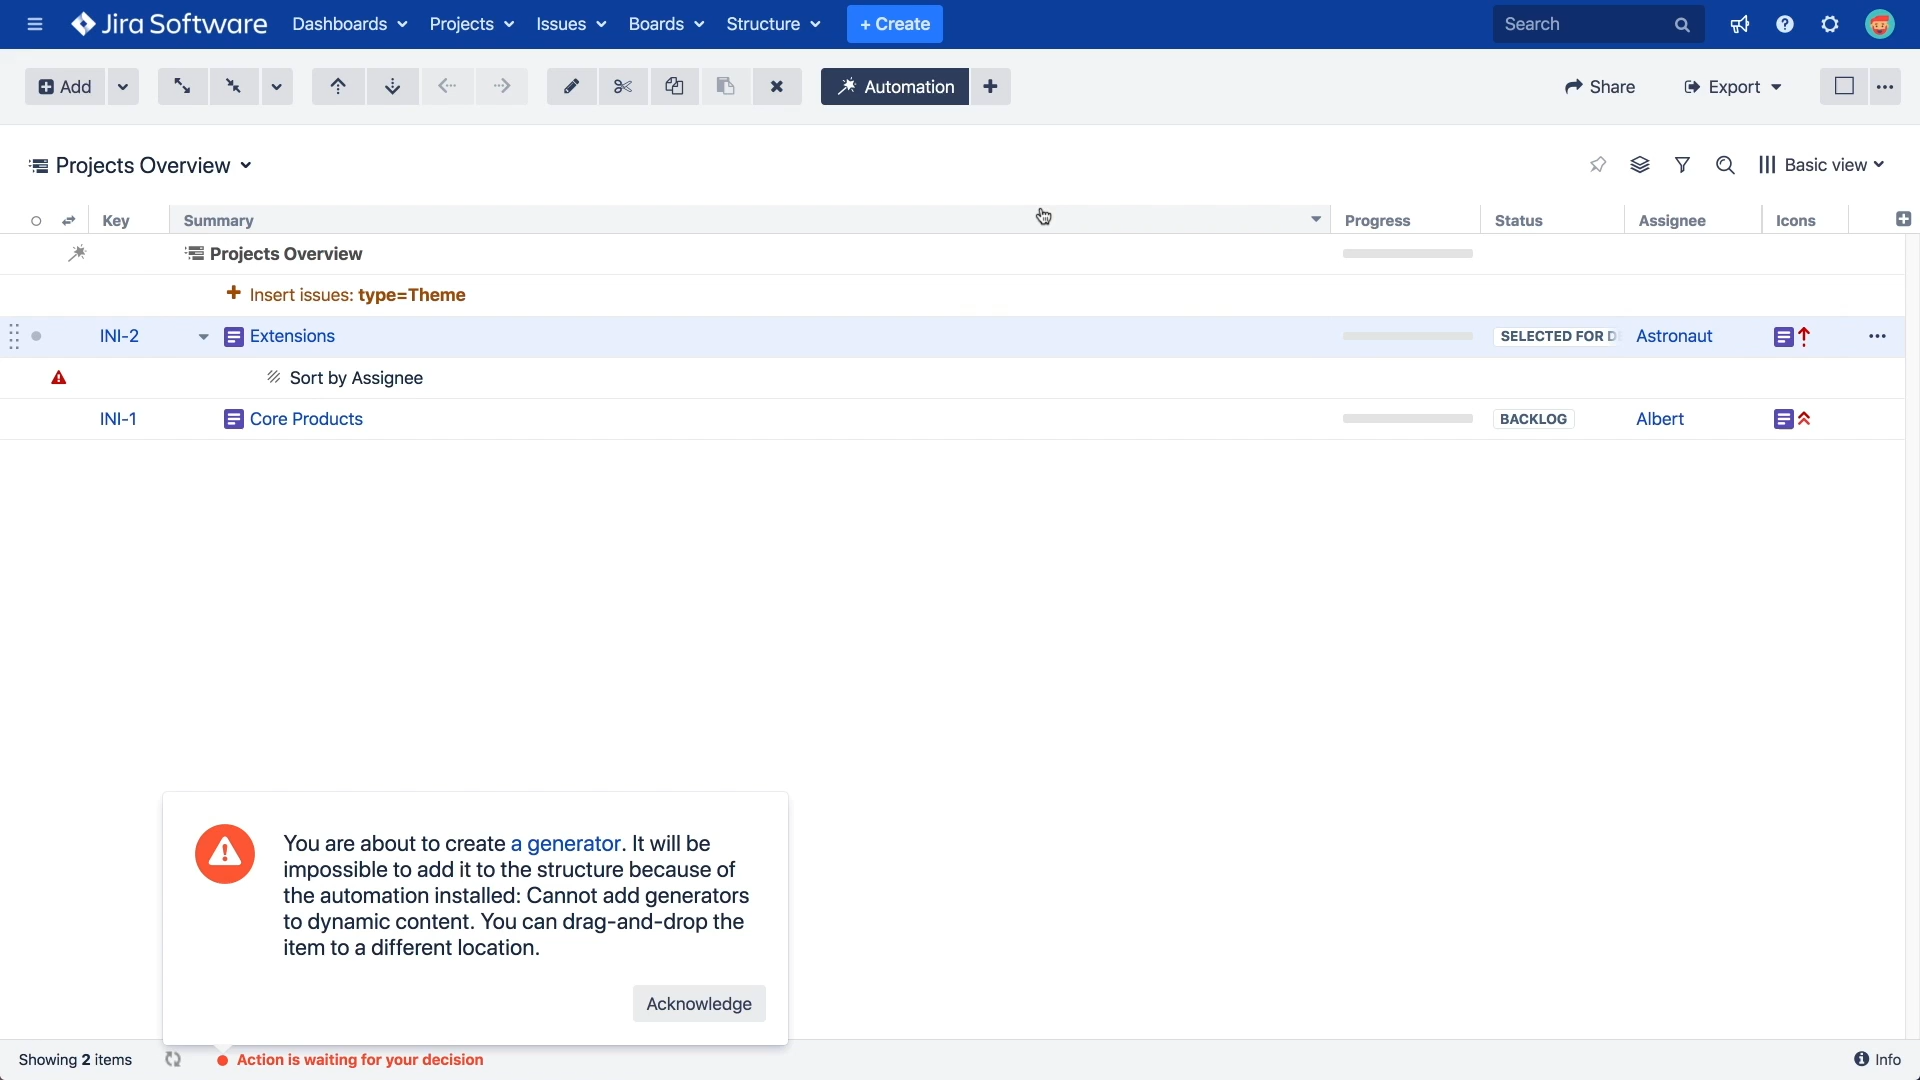 Jira Software Dashboards Projects Issues Boards Structure + Create Search
Add Automation Share Export
Projects Overview Basic view
Key Summary Progress Status Assignee Icons
Projects Overview
Insert issues: type=Theme
INI-2 Extensions SELECTED FOR D Astronaut
Sort by Assignee
INI-1 Core Products BACKLOG Albert
You are about to create a generator. It will be
impossible to add it to the structure because of
the automation installed: Cannot add generators
to dynamic content. You can drag-and-drop the
item to a different location.
Acknowledge
Showing 2 items Action is waiting for your decision Info